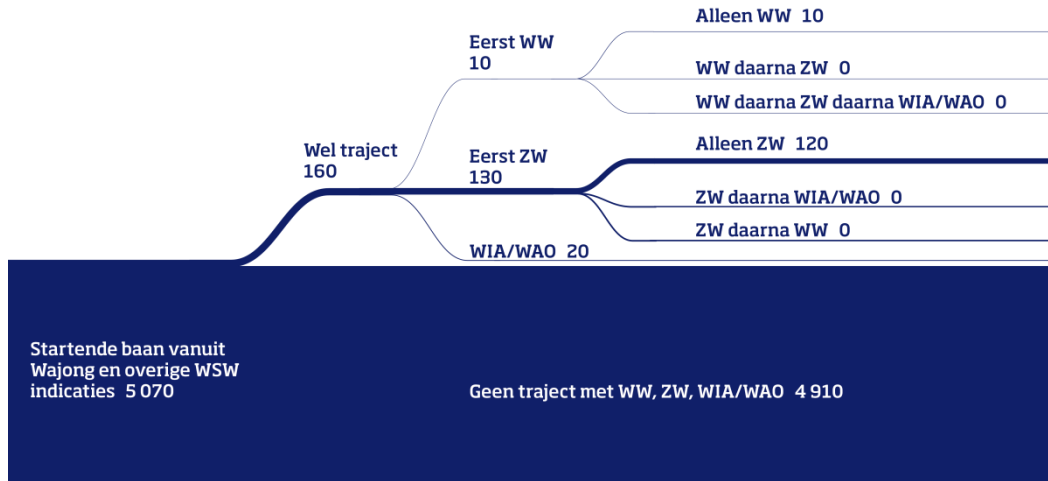 Alleen WW 10
Eerst WW
10
WW daarna ZW 0
WW daarna ZW daarna WIA/WAO 0
Wel traject
160
Eerst ZW
130
Alleen ZW 120
ZW daarna WIA/WAO 0
ZW daarna WW 0
WIA/WAO 20
Startende baan vanuit
Wajong en overige WSW
indicaties 5 070
Geen traject met WW, ZW, WIA/WAO 4 910